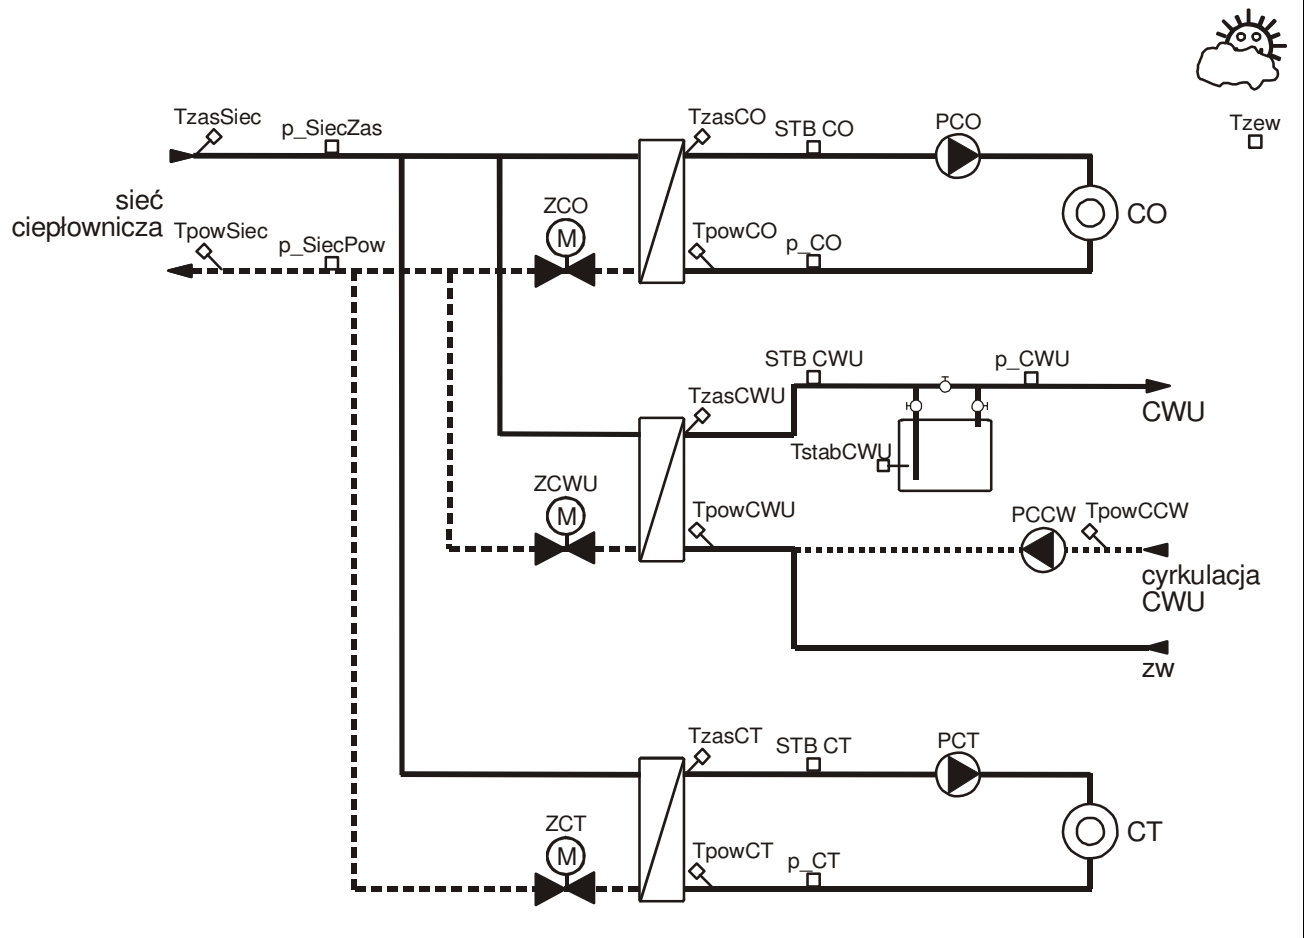 TzasSiec
p_SiecZas
TzasCO
STB CO
PCO
Tzew
sieć
ciepłownicza
TpowSiec
p_SiecPow
ZCO
M
TpowCO
p_CO
CO
STB CWU
p_CWU
TzasCWU
CWU
TstabCWU
ZCWU
M
TpowCWU
PCCW
TpowCCW
cyrkulacja
CWU
zw
TzasCT
STB CT
PCT
ZCT
M
TpowCT
p_CT
CT